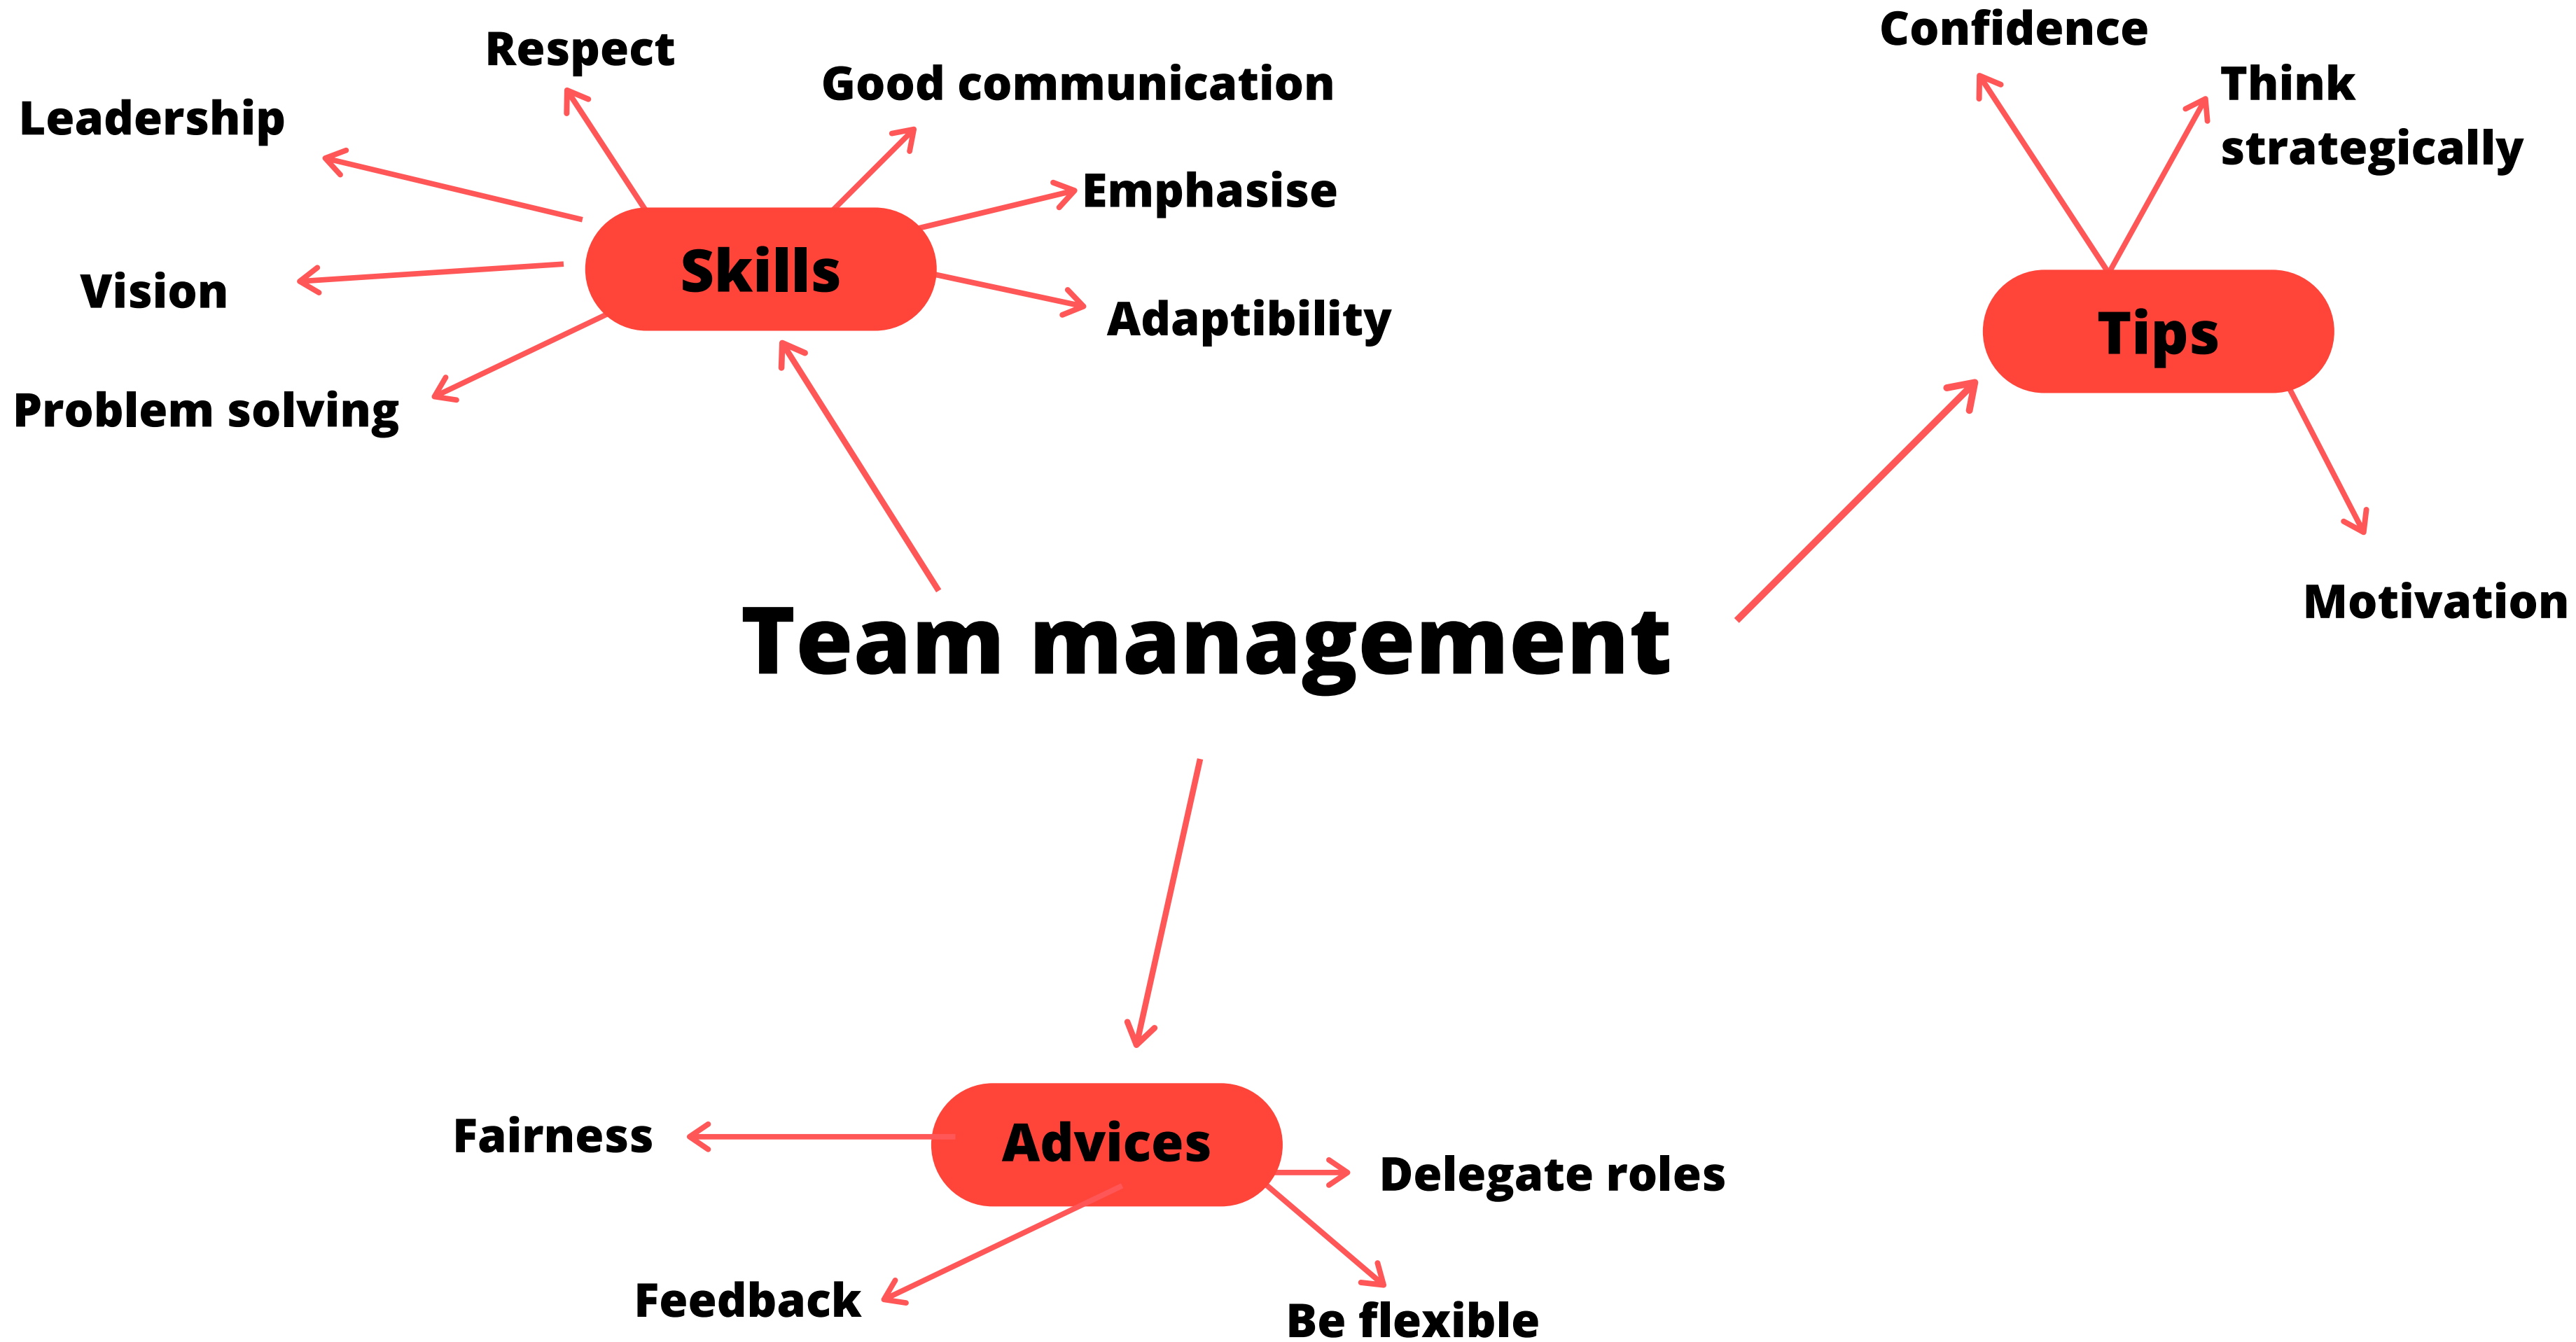 Respect
Good communication
Leadership
Emphasise
Skills
Vision
Adaptibility
Problem solving
Confidence
Think
strategically
Tips
Motivation
Team management
Advices
Fairness
Delegate roles
Feedback
Be flexible